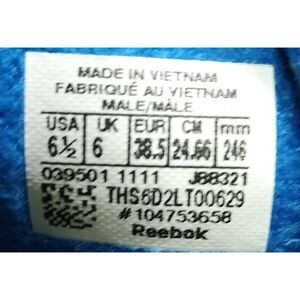 MADE IN VIETNAM
FABRIQUÉ AU VIETNAM
MALE/MÂLE
USA UK EUR CM mm
6½ 6 38.5 24.66 246
039501 1111 J88321
THS6D2LT00629
#104753658
Reebok